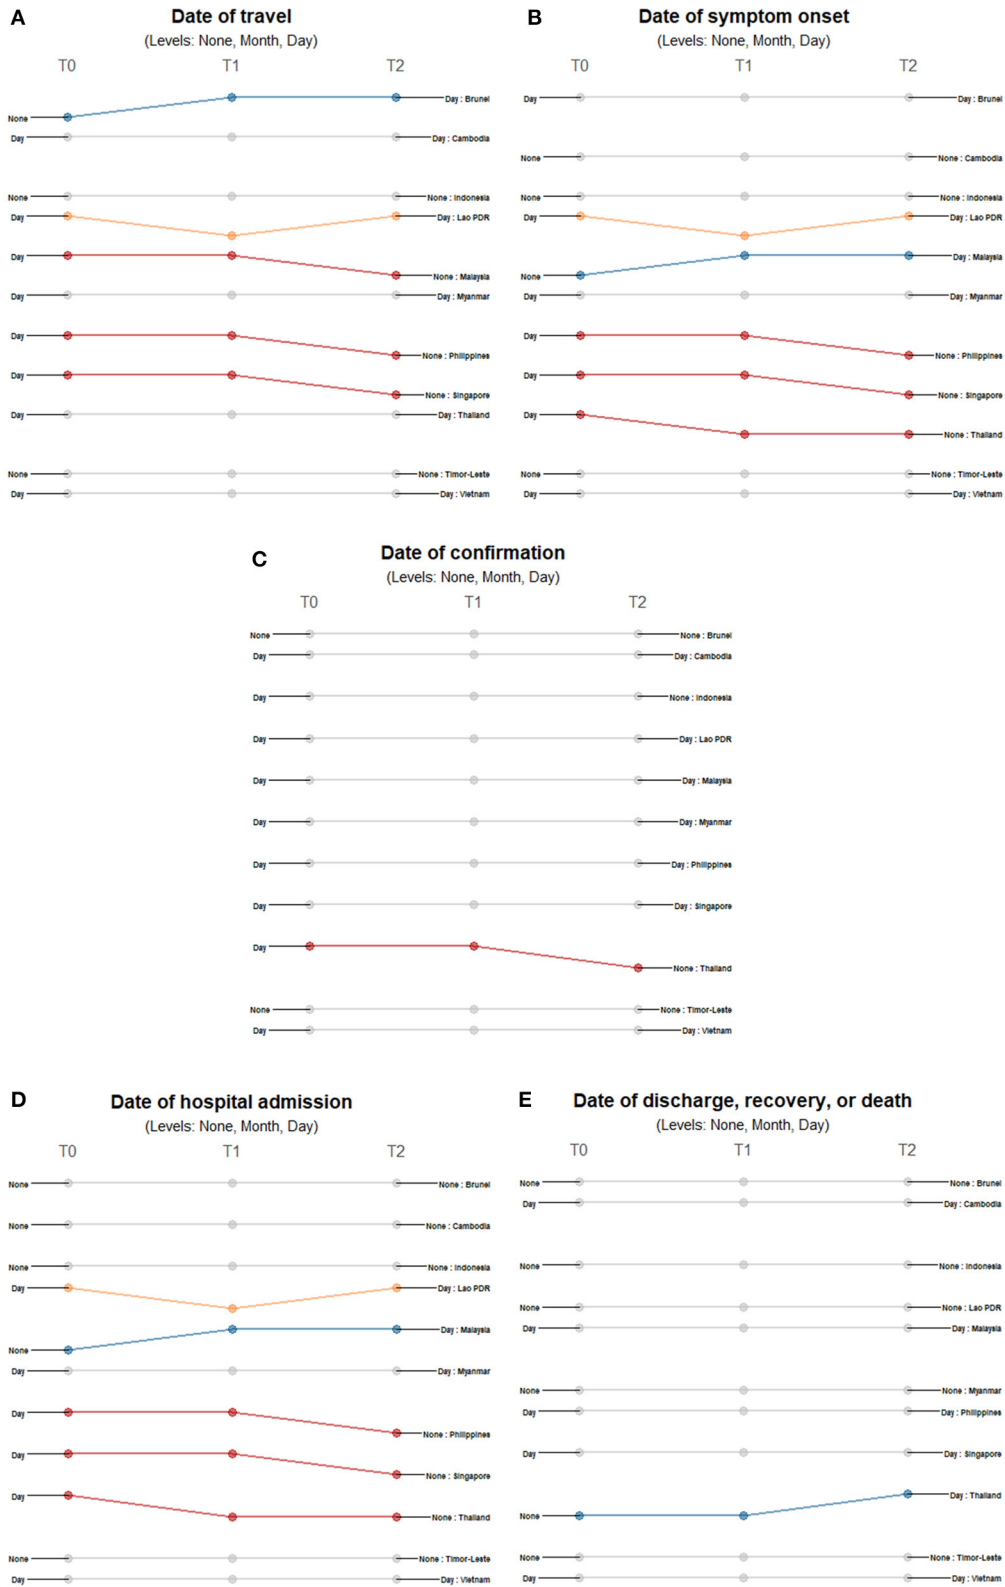 A
Date of travel
(Levels: None, Month, Day)
T0 T1 T2
Day : Brunei
None
Day Day : Cambodia
None None : Indonesia
Day Day : Lao PDR
Day
None : Malaysia
Day Day : Myanmar
Day
None : Philippines
Day
None : Singapore
Day Day : Thailand
None None : Timor-Leste
Day Day : Vietnam
B
Date of symptom onset
(Levels: None, Month, Day)
T0 T1 T2
Day Day : Brunei
None None : Cambodia
None None : Indonesia
Day Day : Lao PDR
Day : Malaysia
None
Day Day : Myanmar
Day
None : Philippines
Day
None : Singapore
Day
None : Thailand
None None : Timor-Leste
Day Day : Vietnam
C
Date of confirmation
(Levels: None, Month, Day)
T0 T1 T2
None None : Brunei
Day Day : Cambodia
Day None : Indonesia
Day Day : Lao PDR
Day Day : Malaysia
Day Day : Myanmar
Day Day : Philippines
Day Day : Singapore
Day
None : Thailand
None None : Timor-Leste
Day Day : Vietnam
D
Date of hospital admission
(Levels: None, Month, Day)
T0 T1 T2
None None : Brunei
None None : Cambodia
None None : Indonesia
Day Day : Lao PDR
Day : Malaysia
None
Day Day : Myanmar
Day
None : Philippines
Day
None : Singapore
Day
None : Thailand
None None : Timor-Leste
Day Day : Vietnam
E
Date of discharge, recovery, or death
(Levels: None, Month, Day)
T0 T1 T2
None None : Brunei
Day Day : Cambodia
None None : Indonesia
None None : Lao PDR
Day Day : Malaysia
None None : Myanmar
Day Day : Philippines
Day Day : Singapore
Day : Thailand
None
None None : Timor-Leste
Day Day : Vietnam